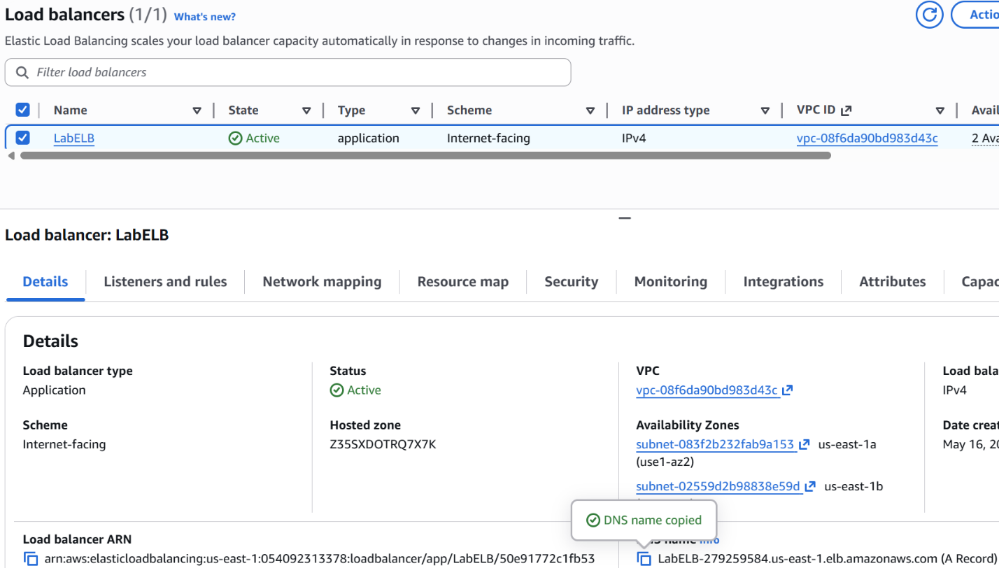 Load balancers (1/1) What's new?
Actio
Elastic Load Balancing scales your load balancer capacity automatically in response to changes in incoming traffic.
Filter load balancers
Name State Type Scheme IP address type VPC ID Avail
LabELB Active application Internet-facing IPv4 vpc-08f6da90bd983d43c 2 Ava
Load balancer: LabELB
Details Listeners and rules Network mapping Resource map Security Monitoring Integrations Attributes Capac
Details
Load balancer type
Application
Status
Active
VPC
vpc-08f6da90bd983d43c
Load bala
IPv4
Scheme
Internet-facing
Hosted zone
Z35SXDOTRQ7X7K
Availability Zones
subnet-083f2b232fab9a153 us-east-1a
(use1-az2)
subnet-02559d2b98838e59d us-east-1b
Date creat
May 16, 20
DNS name copied
Load balancer ARN
arn:aws:elasticloadbalancing:us-east-1:054092313378:loadbalancer/app/LabELB/50e91772c1fb53
name Info
LabELB-279259584.us-east-1.elb.amazonaws.com (A Record)